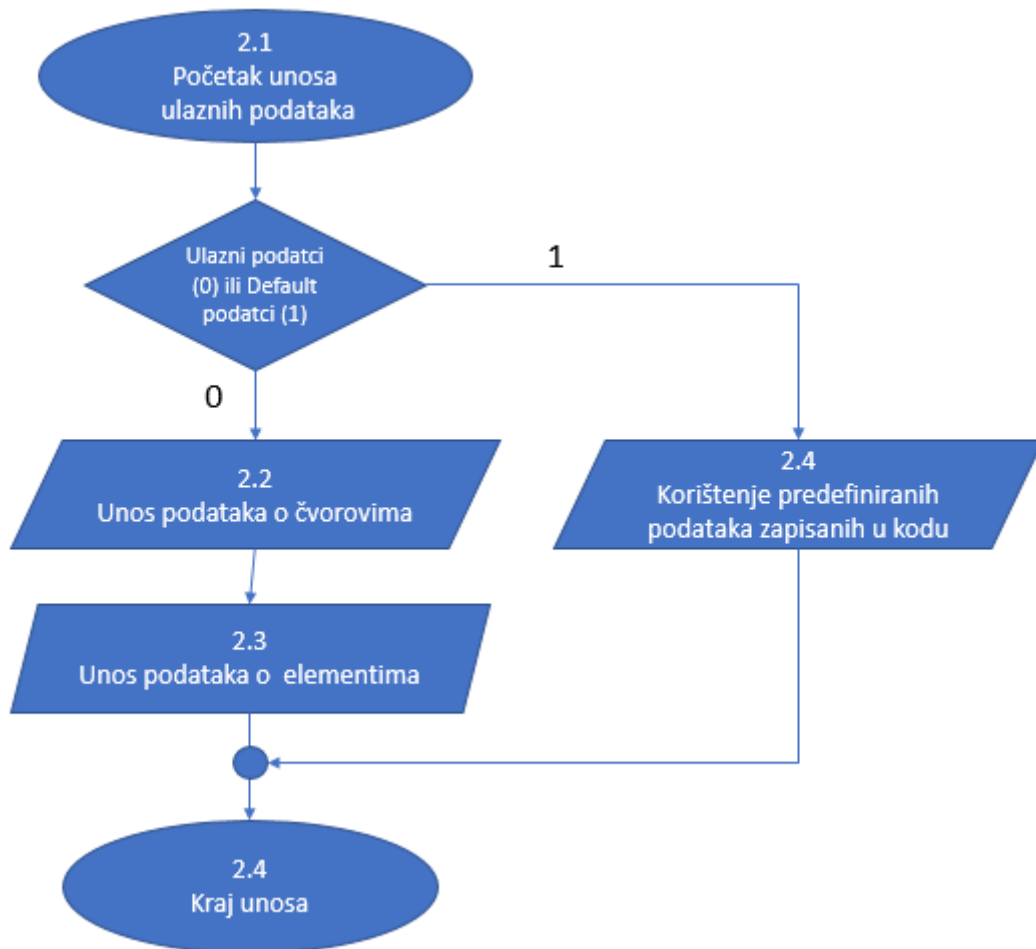 2.1
Početak unosa
ulaznih podataka
Ulazni podatci
(0) ili Default
podatci (1)
1
0
2.2
Unos podataka o čvorovima
2.4
Korištenje predefiniranih
podataka zapisanih u kodu
2.3
Unos podataka o  elementima
2.4
Kraj unosa